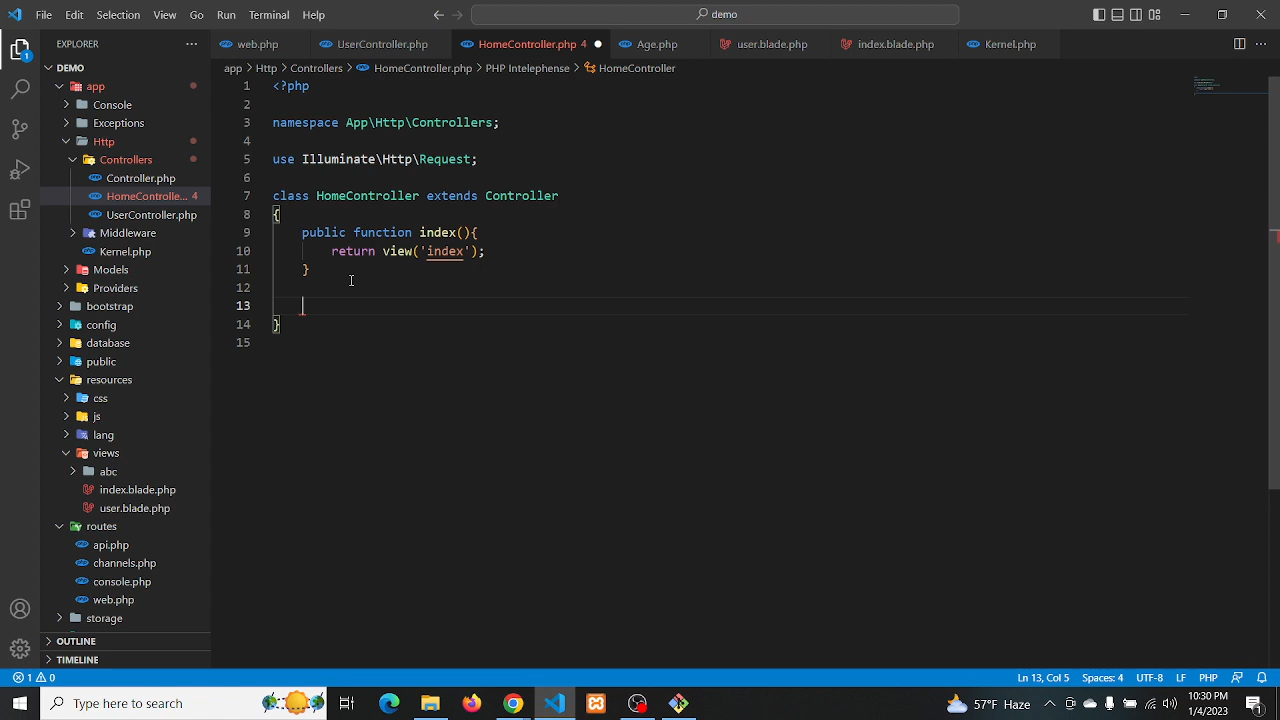 File Edit Selection View Go Run Terminal Help
demo
EXPLORER
web.php UserController.php HomeController.php 4 Age.php user.blade.php index.blade.php Kernel.php
app > Http > Controllers > HomeController.php > PHP Intelephense > HomeController
DEMO
app
Console
Exceptions
Http
Controllers
Controller.php
HomeControlle... 4
UserController.php
Middleware
Kernel.php
Models
Providers
bootstrap
config
database
public
resources
css
js
lang
views
abc
index.blade.php
user.blade.php
routes
api.php
channels.php
console.php
web.php
storage
OUTLINE
TIMELINE
1 <?php
2
3 namespace App\Http\Controllers;
4
5 use Illuminate\Http\Request;
6
7 class HomeController extends Controller
8 {
9 public function index(){
10 return view('index');
11 }
12
13
14 }
15
1
1 0
Ln 13, Col 5 Spaces: 4 UTF-8 LF PHP
Type here to search
57°F Haze
10:30 PM
1/4/2023